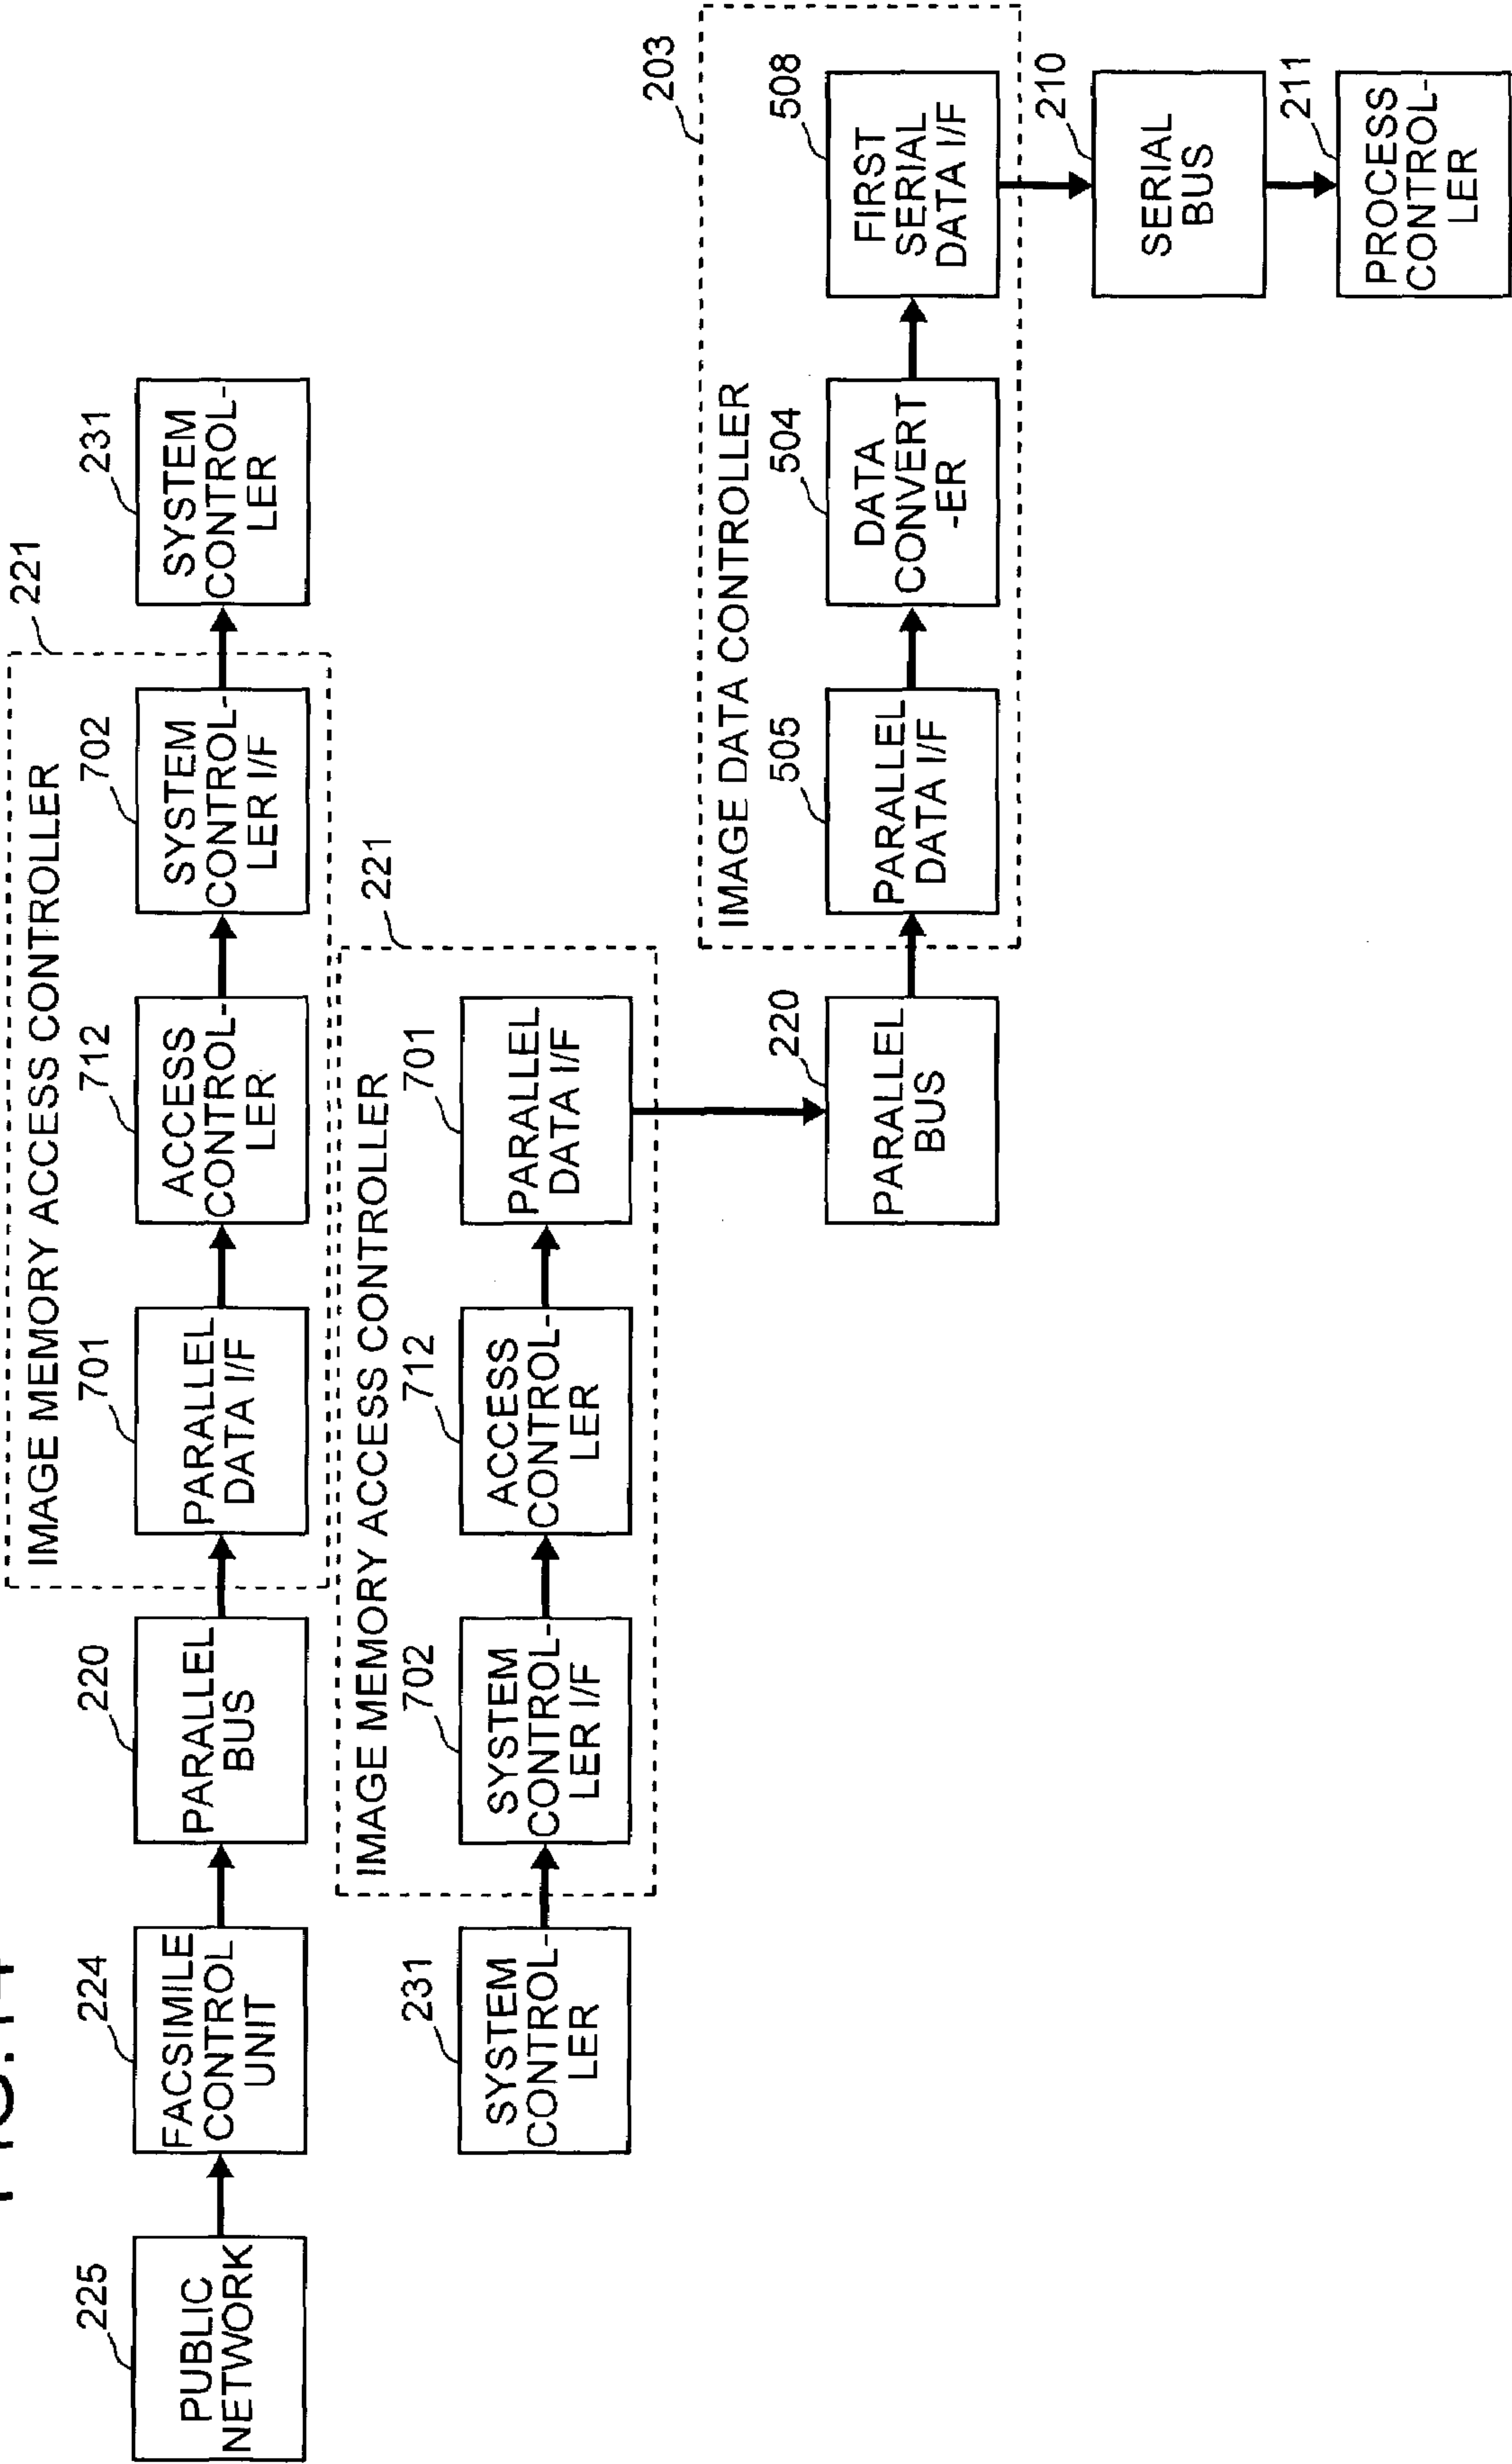 225
PUBLIC
NETWORK
224
FACSIMILE
CONTROL
UNIT
220
PARALLEL
BUS
IMAGE MEMORY ACCESS CONTROLLER
221
701
PARALLEL
DATA I/F
712
ACCESS
CONTROL-
LER
702
SYSTEM
CONTROL-
LER I/F
231
SYSTEM
CONTROL-
LER
231
SYSTEM
CONTROL-
LER
IMAGE MEMORY ACCESS CONTROLLER
221
702
SYSTEM
CONTROL-
LER I/F
712
ACCESS
CONTROL-
LER
701
PARALLEL
DATA I/F
220
PARALLEL
BUS
IMAGE DATA CONTROLLER
203
505
PARALLEL
DATA I/F
504
DATA
CONVERT
-ER
508
FIRST
SERIAL
DATA I/F
210
SERIAL
BUS
211
PROCESS
CONTROL-
LER